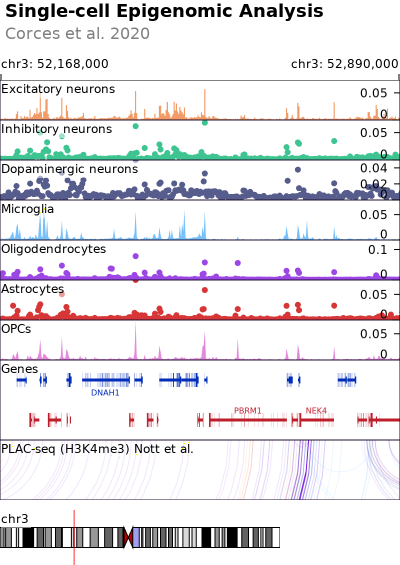 Single-cell Epigenomic Analysis
Corces et al. 2020
chr3: 52,168,000 chr3: 52,890,000
Excitatory neurons 0.05
0
Inhibitory neurons 0.05
0
Dopaminergic neurons 0.04
0.02
0
Microglia 0.05
0
Oligodendrocytes 0.1
0
Astrocytes 0.05
0
OPCs 0.05
0
Genes
DNAH1
PBRM1 NEK4
PLAC-seq (H3K4me3) Nott et al.
chr3